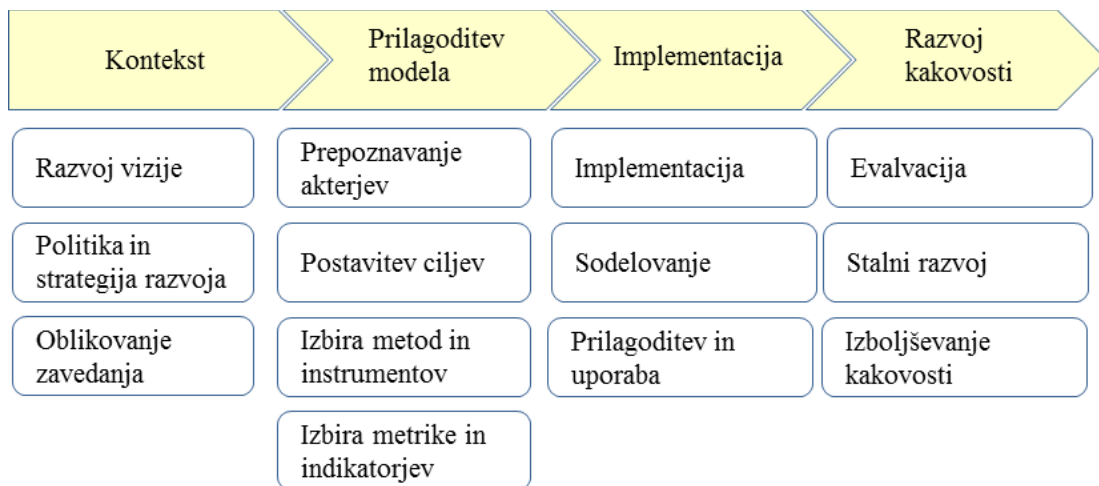 Kontekst
Prilagoditev
modela
Implementacija
Razvoj
kakovosti
Razvoj vizije
Politika in
strategija razvoja
Oblikovanje
zavedanja
Prepoznavanje
akterjev
Postavitev ciljev
Izbira metod in
instrumentov
Izbira metrike in
indikatorjev
Implementacija
Sodelovanje
Prilagoditev in
uporaba
Evalvacija
Stalni razvoj
Izboljševanje
kakovosti